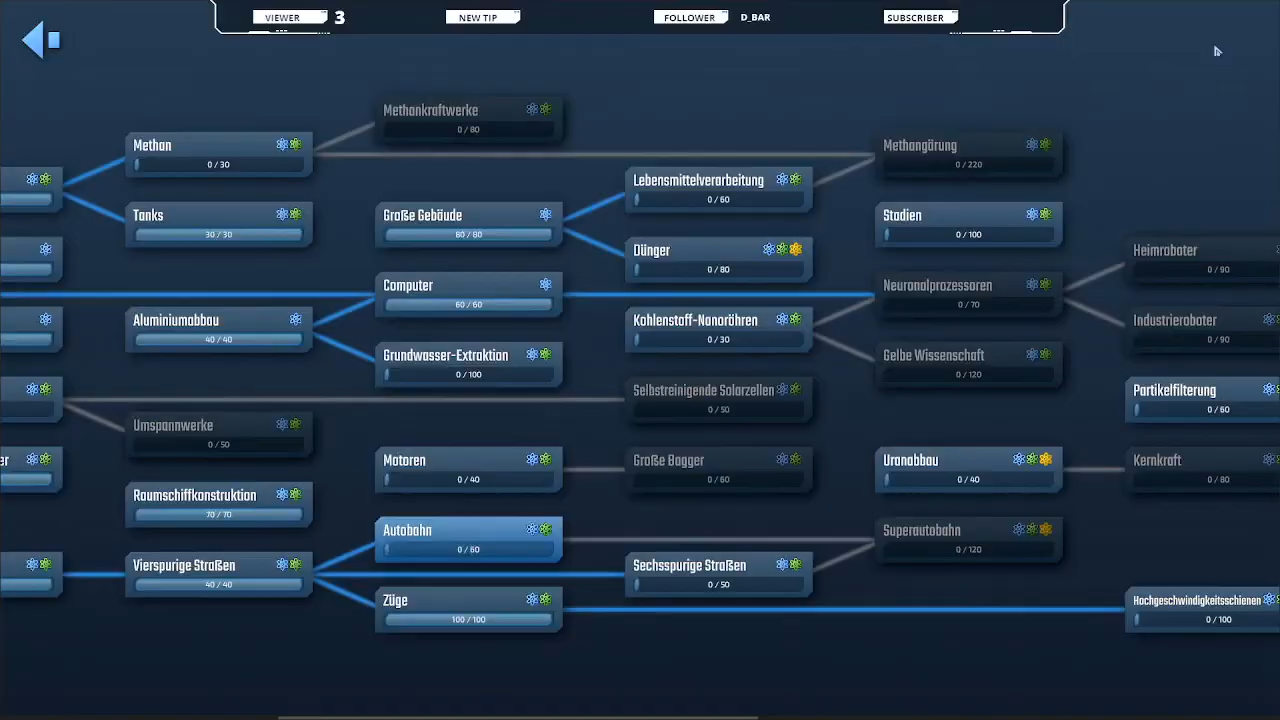 VIEWER 3 NEW TIP FOLLOWER D_BAR SUBSCRIBER
Methankraftwerke
0 / 80
Methan
0 / 30
Methangärung
0 / 220
Lebensmittelverarbeitung
0 / 60
Tanks
30 / 30
Große Gebäude
80 / 80
Stadien
0 / 100
Dünger
0 / 80
Heimroboter
0 / 90
Computer
60 / 60
Neuronalprozessoren
0 / 70
Aluminiumabbau
40 / 40
Kohlenstoff-Nanoröhren
0 / 30
Industrieroboter
0 / 90
Grundwasser-Extraktion
0 / 100
Gelbe Wissenschaft
0 / 120
Selbstreinigende Solarzellen
0 / 50
Partikelfilterung
0 / 60
Umspannwerke
0 / 50
er
Motoren
0 / 40
Große Bagger
0 / 60
Uranabbau
0 / 40
Kernkraft
0 / 80
Raumschiffkonstruktion
70 / 70
Autobahn
0 / 60
Superautobahn
0 / 120
Vierspurige Straßen
40 / 40
Sechsspurige Straßen
0 / 50
Züge
100 / 100
Hochgeschwindigkeitsschienen
0 / 100